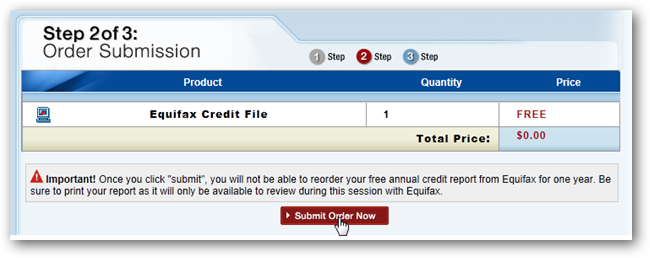 Step 2 of 3:
Order Submission
1 Step 2 Step 3 Step
Product Quantity Price
Equifax Credit File 1 FREE
Total Price: $0.00
Important! Once you click "submit", you will not be able to reorder your free annual credit report from Equifax for one year. Be
sure to print your report as it will only be available to review during this session with Equifax.
Submit Order Now